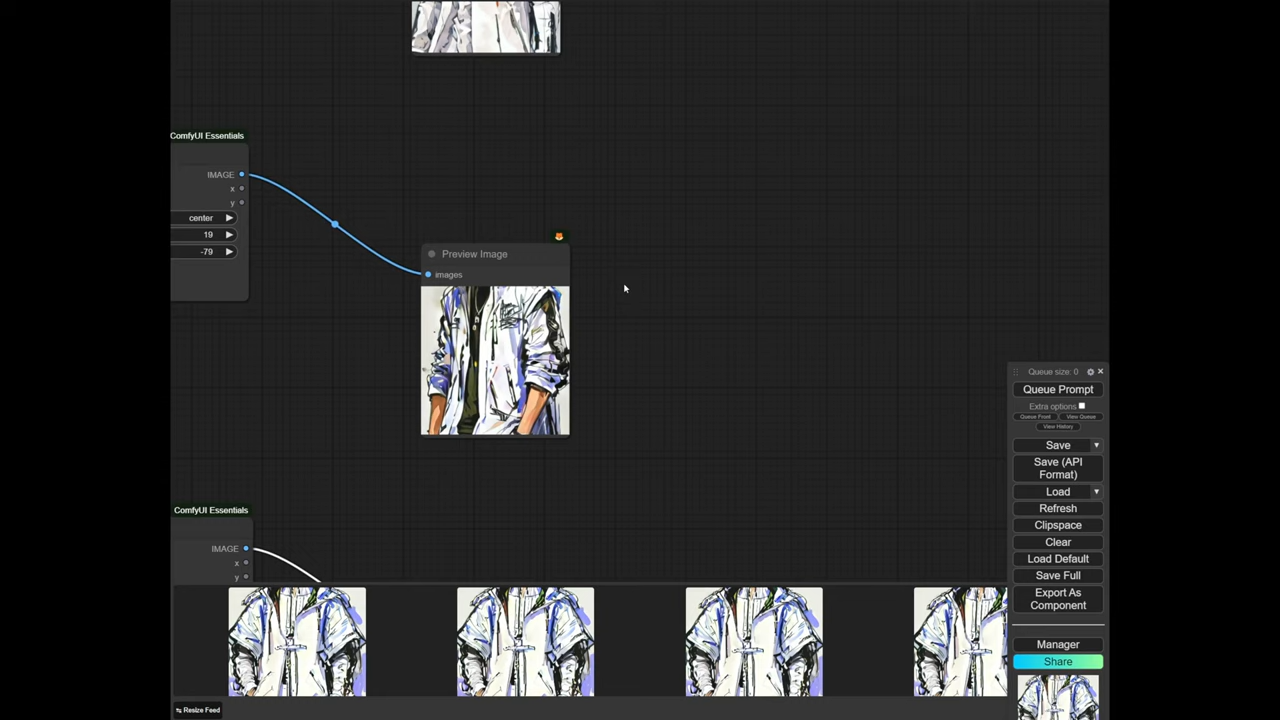 ComfyUI Essentials
IMAGE
x
y
center
19
-79
Preview Image
images
Queue size: 0
Queue Prompt
Extra options
Queue Front
View Queue
View History
Save
Save (API
Format)
Load
Refresh
Clipspace
Clear
Load Default
Save Full
Export As
Component
Manager
Share
ComfyUI Essentials
IMAGE
x
y
Resize Feed